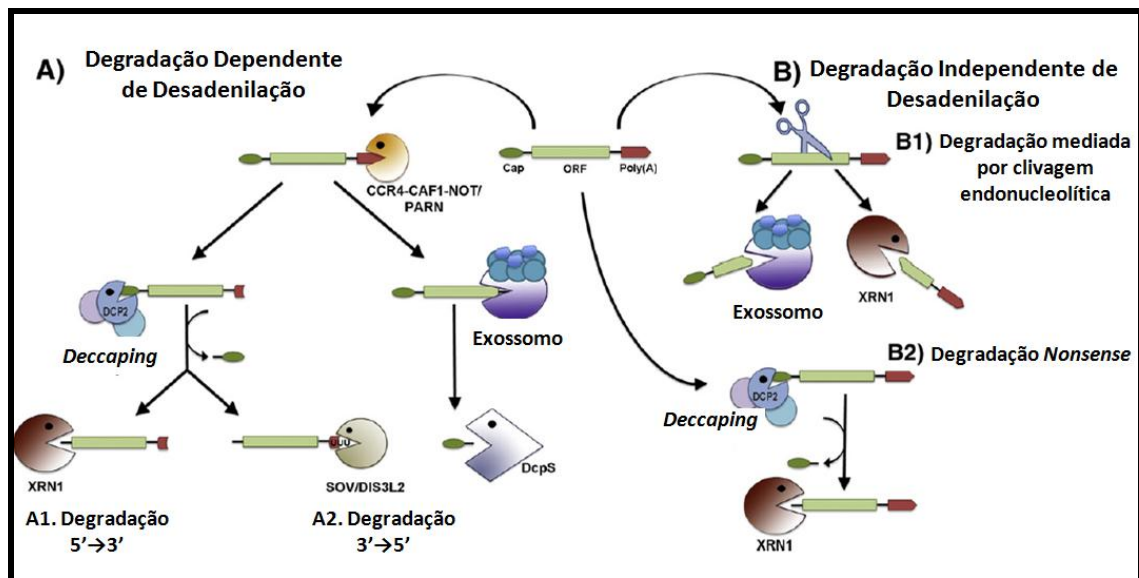 A) Degradação Dependente
de Desadenilação
CCR4-CAF1-NOT/
PARN
Cap
ORF
Poly(A)
B) Degradação Independente de
Desadenilação
B1) Degradação mediada
por clivagem
endonucleolítica
DCP2
Deccaping
Exossomo
XRN1
UUU
SOV/DIS3L2
DcpS
A1. Degradação
5’→3’
A2. Degradação
3’→5’
Exossomo
XRN1
B2) Degradação Nonsense
DCP2
Deccaping
XRN1